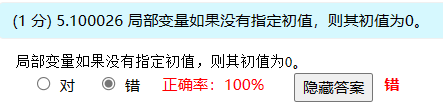 (1 分) 5.100026 局部变量如果没有指定初值，则其初值为0。
局部变量如果没有指定初值，则其初值为0。
对 错 正确率：100% 隐藏答案 错